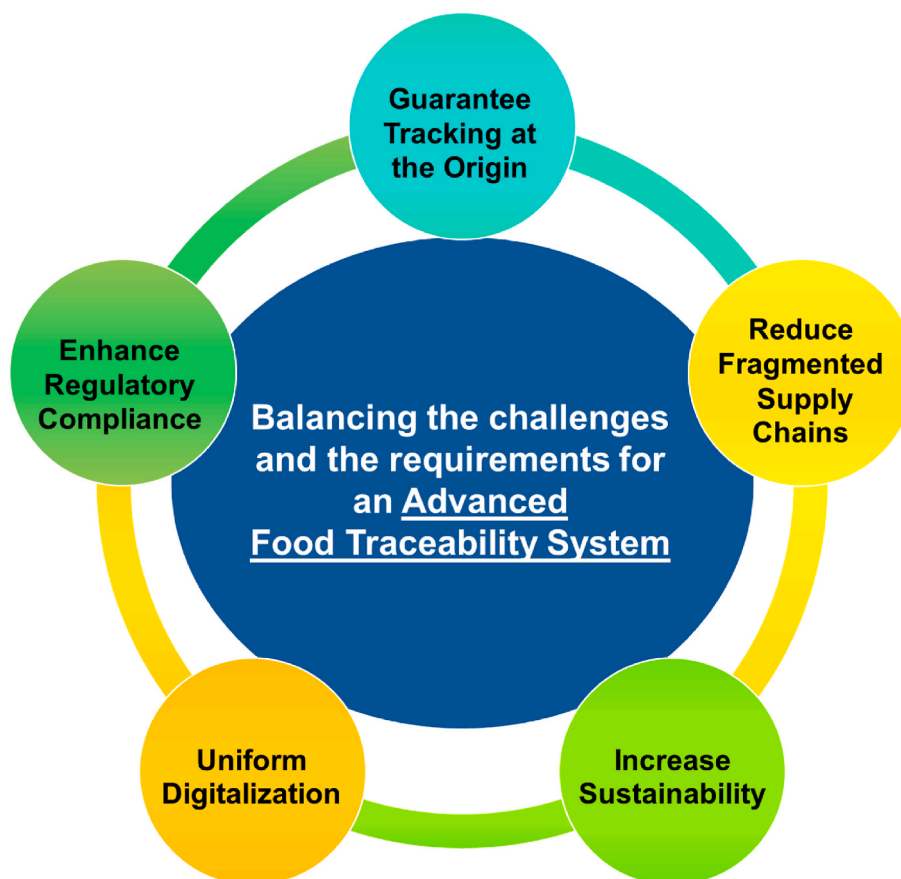 Guarantee
Tracking at
the Origin
Reduce
Fragmented
Supply
Chains
Increase
Sustainability
Uniform
Digitalization
Enhance
Regulatory
Compliance
Balancing the challenges
and the requirements for
an Advanced
Food Traceability System